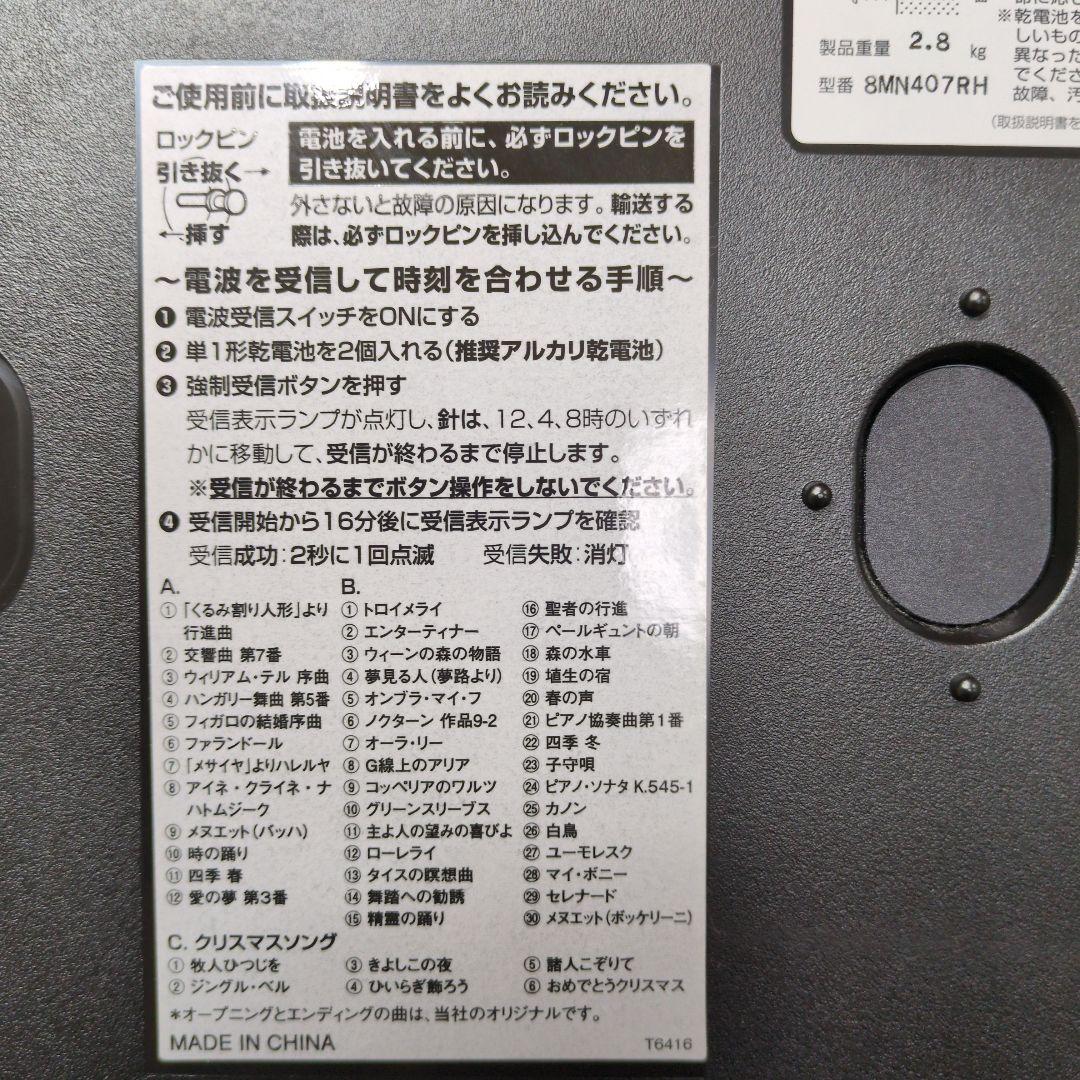 ご使用前に取扱説明書をよくお読みください。
ロックピン
引き抜く→
←挿す
電池を入れる前に、必ずロックピンを
引き抜いてください。
外さないと故障の原因になります。輸送する
際は、必ずロックピンを挿し込んでください。
～電波を受信して時刻を合わせる手順～
❶ 電波受信スイッチをONにする
❷ 単1形乾電池を2個入れる(推奨アルカリ乾電池)
❸ 強制受信ボタンを押す
受信表示ランプが点灯し、針は、12、4、8時のいずれ
かに移動して、受信が終わるまで停止します。
※受信が終わるまでボタン操作をしないでください。
❹ 受信開始から16分後に受信表示ランプを確認
受信成功:2秒に1回点滅 受信失敗:消灯
A.
①「くるみ割り人形」より
行進曲
② 交響曲 第7番
③ ウィリアム・テル 序曲
④ ハンガリー舞曲 第5番
⑤ フィガロの結婚序曲
⑥ ファランドール
⑦「メサイヤ」よりハレルヤ
⑧ アイネ・クライネ・ナ
ハトムジーク
⑨ メヌエット(バッハ)
⑩ 時の踊り
⑪ 四季 春
⑫ 愛の夢 第3番
B.
① トロイメライ
② エンターティナー
③ ウィーンの森の物語
④ 夢見る人(夢路より)
⑤ オンブラ・マイ・フ
⑥ ノクターン 作品9-2
⑦ オーラ・リー
⑧ G線上のアリア
⑨ コッペリアのワルツ
⑩ グリーンスリーブス
⑪ 主よ人の望みの喜びよ
⑫ ローレライ
⑬ タイスの瞑想曲
⑭ 舞踏への勧誘
⑮ 精靈の踊り
⑯ 聖者の行進
⑰ ペールギュントの朝
⑱ 森の水車
⑲ 埴生の宿
⑳ 春の声
㉑ ピアノ協奏曲第1番
㉒ 四季 冬
㉓ 子守唄
㉔ ピアノ・ソナタ K.545-1
㉕ カノン
㉖ 白鳥
㉗ ユーモレスク
㉘ マイ・ボニー
㉙ セレナード
㉚ メヌエット(ボッケリーニ)
C. クリスマスソング
① 牧人ひつじを
② ジングル・ベル
③ きよしこの夜
④ ひいらぎ飾ろう
⑤ 諸人こぞりて
⑥ おめでとうクリスマス
*オープニングとエンディングの曲は、当社のオリジナルです。
MADE IN CHINA
T6416
製品重量 2.8 kg
型番 8MN407RH
※乾電池を
しいもの
異なった
でくださ
故障、汚
(取扱説明書を